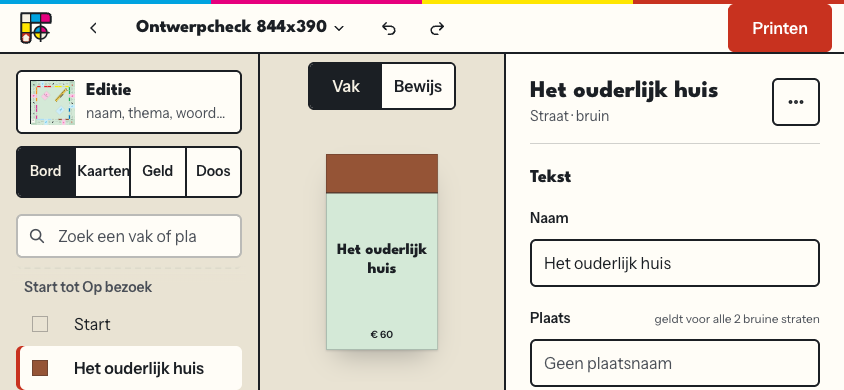 Ontwerpcheck 844x390
Printen
Editie
naam, thema, woord...
Bord
Kaarten
Geld
Doos
Zoek een vak of pla
Start tot Op bezoek
Start
Het ouderlijk huis
Vak
Bewijs
Het ouderlijk
huis
€ 60
Het ouderlijk huis
Straat · bruin
Tekst
Naam
Het ouderlijk huis
Plaats
geldt voor alle 2 bruine straten
Geen plaatsnaam